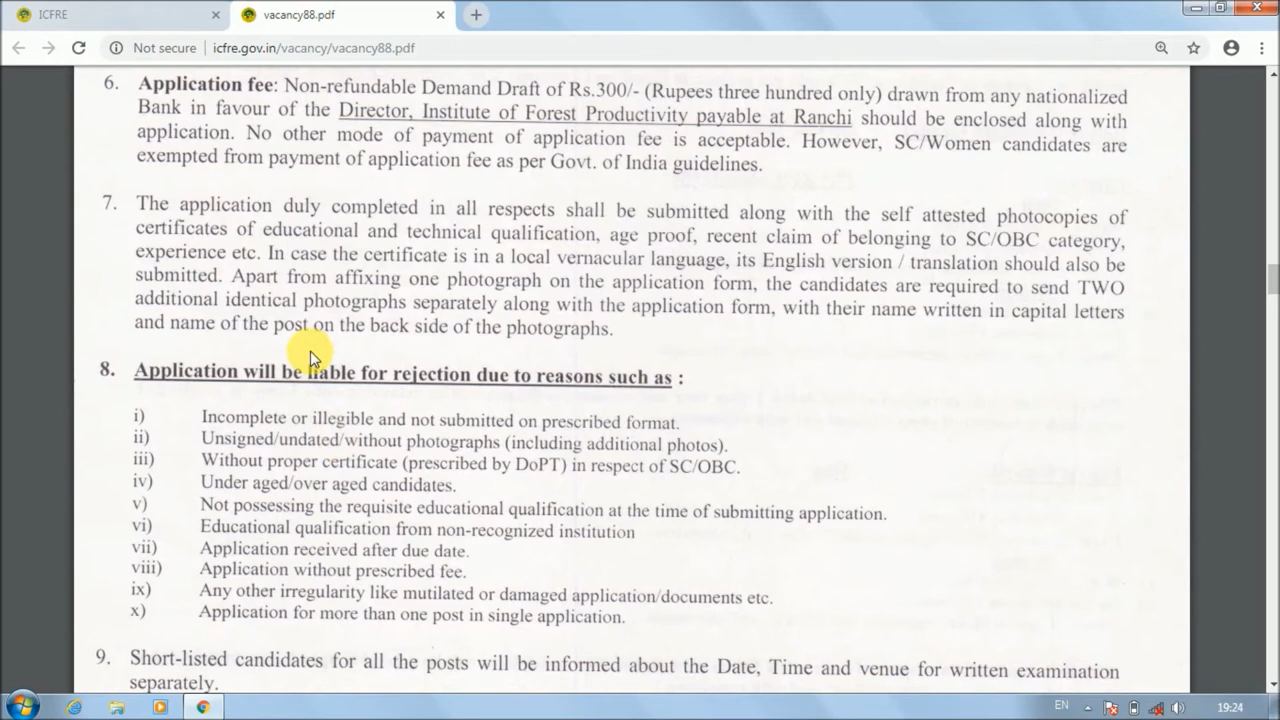 ICFRE
vacancy88.pdf
Not secure
icfre.gov.in/vacancy/vacancy88.pdf
6. Application fee: Non-refundable Demand Draft of Rs.300/- (Rupees three hundred only) drawn from any nationalized
Bank in favour of the Director, Institute of Forest Productivity payable at Ranchi should be enclosed along with
application. No other mode of payment of application fee is acceptable. However, SC/Women candidates are
exempted from payment of application fee as per Govt. of India guidelines.
7. The application duly completed in all respects shall be submitted along with the self attested photocopies of
certificates of educational and technical qualification, age proof, recent claim of belonging to SC/OBC category,
experience etc. In case the certificate is in a local vernacular language, its English version / translation should also be
submitted. Apart from affixing one photograph on the application form, the candidates are required to send TWO
additional identical photographs separately along with the application form, with their name written in capital letters
and name of the post on the back side of the photographs.
8. Application will be liable for rejection due to reasons such as :
i) Incomplete or illegible and not submitted on prescribed format.
ii) Unsigned/undated/without photographs (including additional photos).
iii) Without proper certificate (prescribed by DoPT) in respect of SC/OBC.
iv) Under aged/over aged candidates.
v) Not possessing the requisite educational qualification at the time of submitting application.
vi) Educational qualification from non-recognized institution
vii) Application received after due date.
viii) Application without prescribed fee.
ix) Any other irregularity like mutilated or damaged application/documents etc.
x) Application for more than one post in single application.
9. Short-listed candidates for all the posts will be informed about the Date, Time and venue for written examination
separately.
EN
19:24